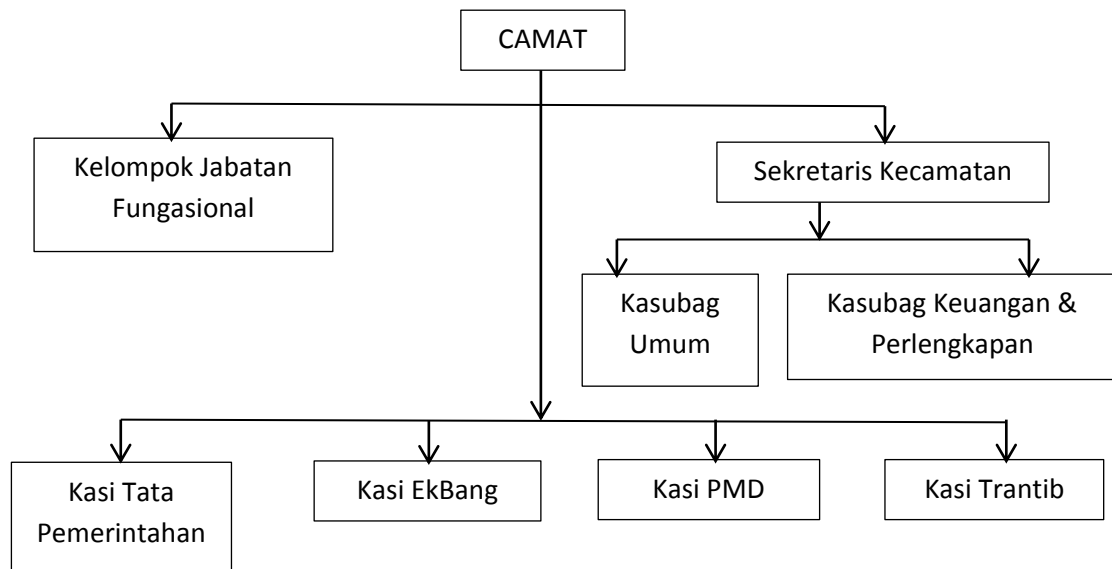 CAMAT
Kelompok Jabatan
Fungasional
Sekretaris Kecamatan
Kasubag
Umum
Kasubag Keuangan &
Perlengkapan
Kasi Tata
Pemerintahan
Kasi EkBang
Kasi PMD
Kasi Trantib